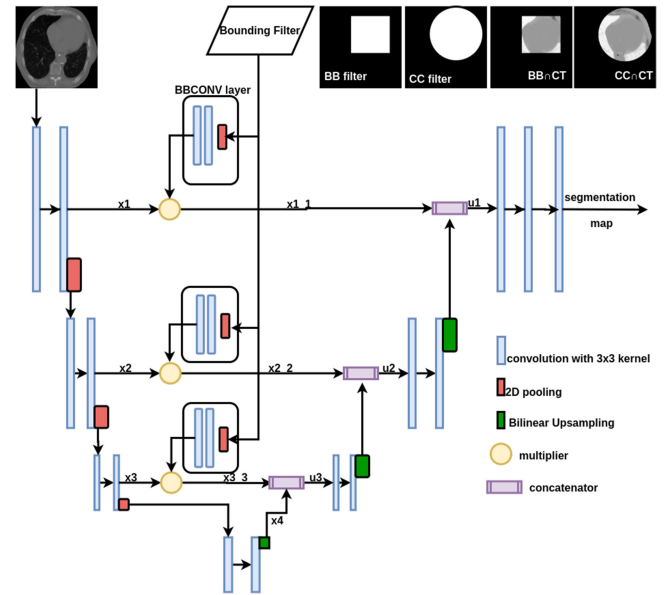 Bounding Filter
BB filter
CC filter
BB∩CT
CC∩CT
BBCONV layer
x1
x1_1
u1
segmentation
map
x2
x2_2
u2
convolution with 3x3 kernel
2D pooling
Bilinear Upsampling
multiplier
concatenator
x3
x3_3
u3
x4